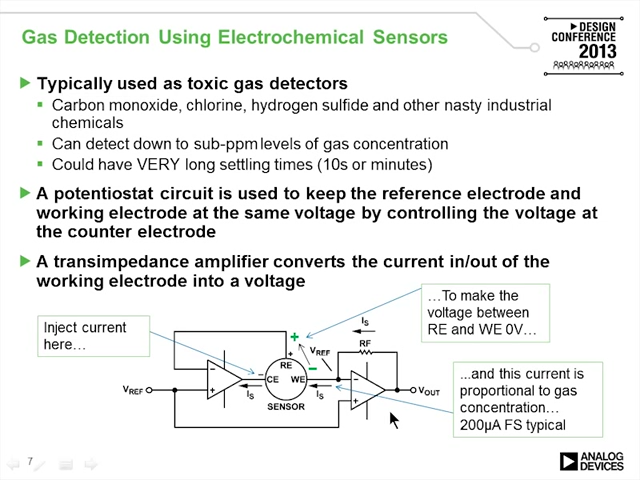 Gas Detection Using Electrochemical Sensors
DESIGN
CONFERENCE
2013
Typically used as toxic gas detectors
Carbon monoxide, chlorine, hydrogen sulfide and other nasty industrial
chemicals
Can detect down to sub-ppm levels of gas concentration
Could have VERY long settling times (10s or minutes)
A potentiostat circuit is used to keep the reference electrode and
working electrode at the same voltage by controlling the voltage at
the counter electrode
A transimpedance amplifier converts the current in/out of the
working electrode into a voltage
Inject current
here…
…To make the
voltage between
RE and WE 0V…
...and this current is
proportional to gas
concentration…
200µA FS typical
VREF
−
+
IS
−
CE
+
RE
WE
SENSOR
+
−
VREF
IS
IS
RF
−
+
VOUT
7
ANALOG
DEVICES